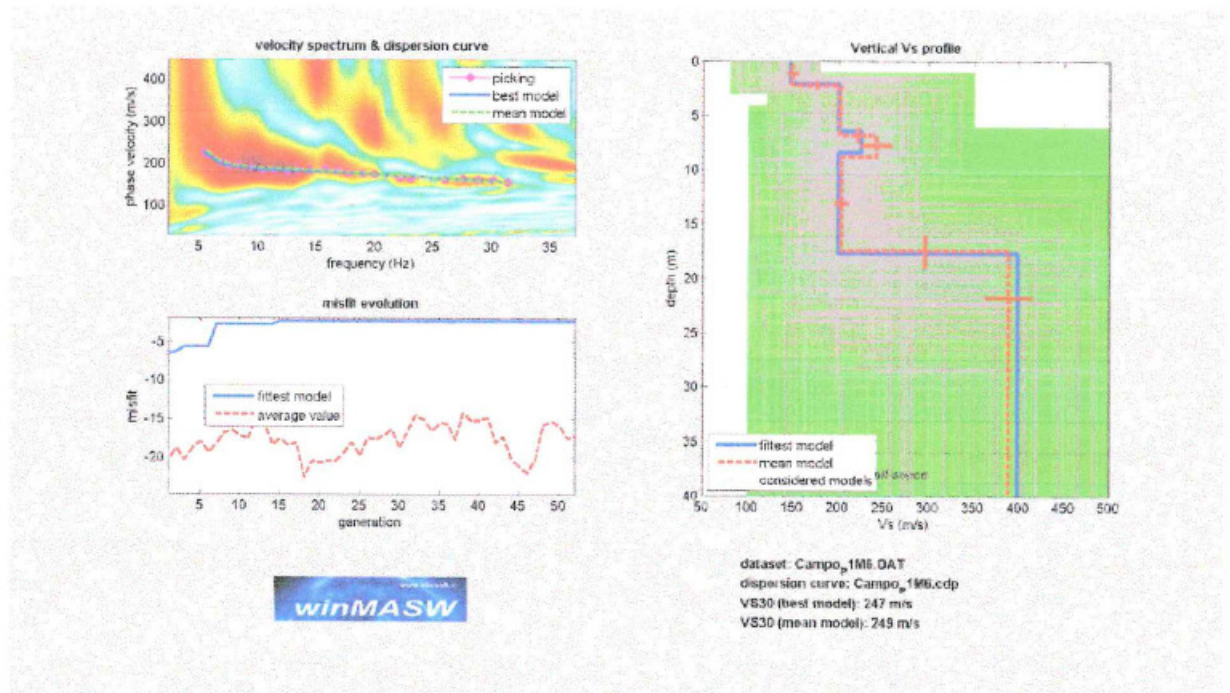 velocity spectrum & dispersion curve
400
300
200
100
phase velocity (m/s)
picking
best model
mean model
5 10 15 20 25 30 35
frequency (Hz)
misfit evolution
-5
-10
-15
-20
misfit
fittest model
average value
5 10 15 20 25 30 35 40 45 50
generation
winMASW
Vertical Vs profile
0
5
10
15
20
25
30
35
40
depth (m)
fittest model
mean model
considered models
50 100 150 200 250 300 350 400 450 500
Vs (m/s)
dataset: Campo_p1M6.DAT
dispersion curve: Campo_p1M6.cdp
VS30 (best model): 247 m/s
VS30 (mean model): 249 m/s